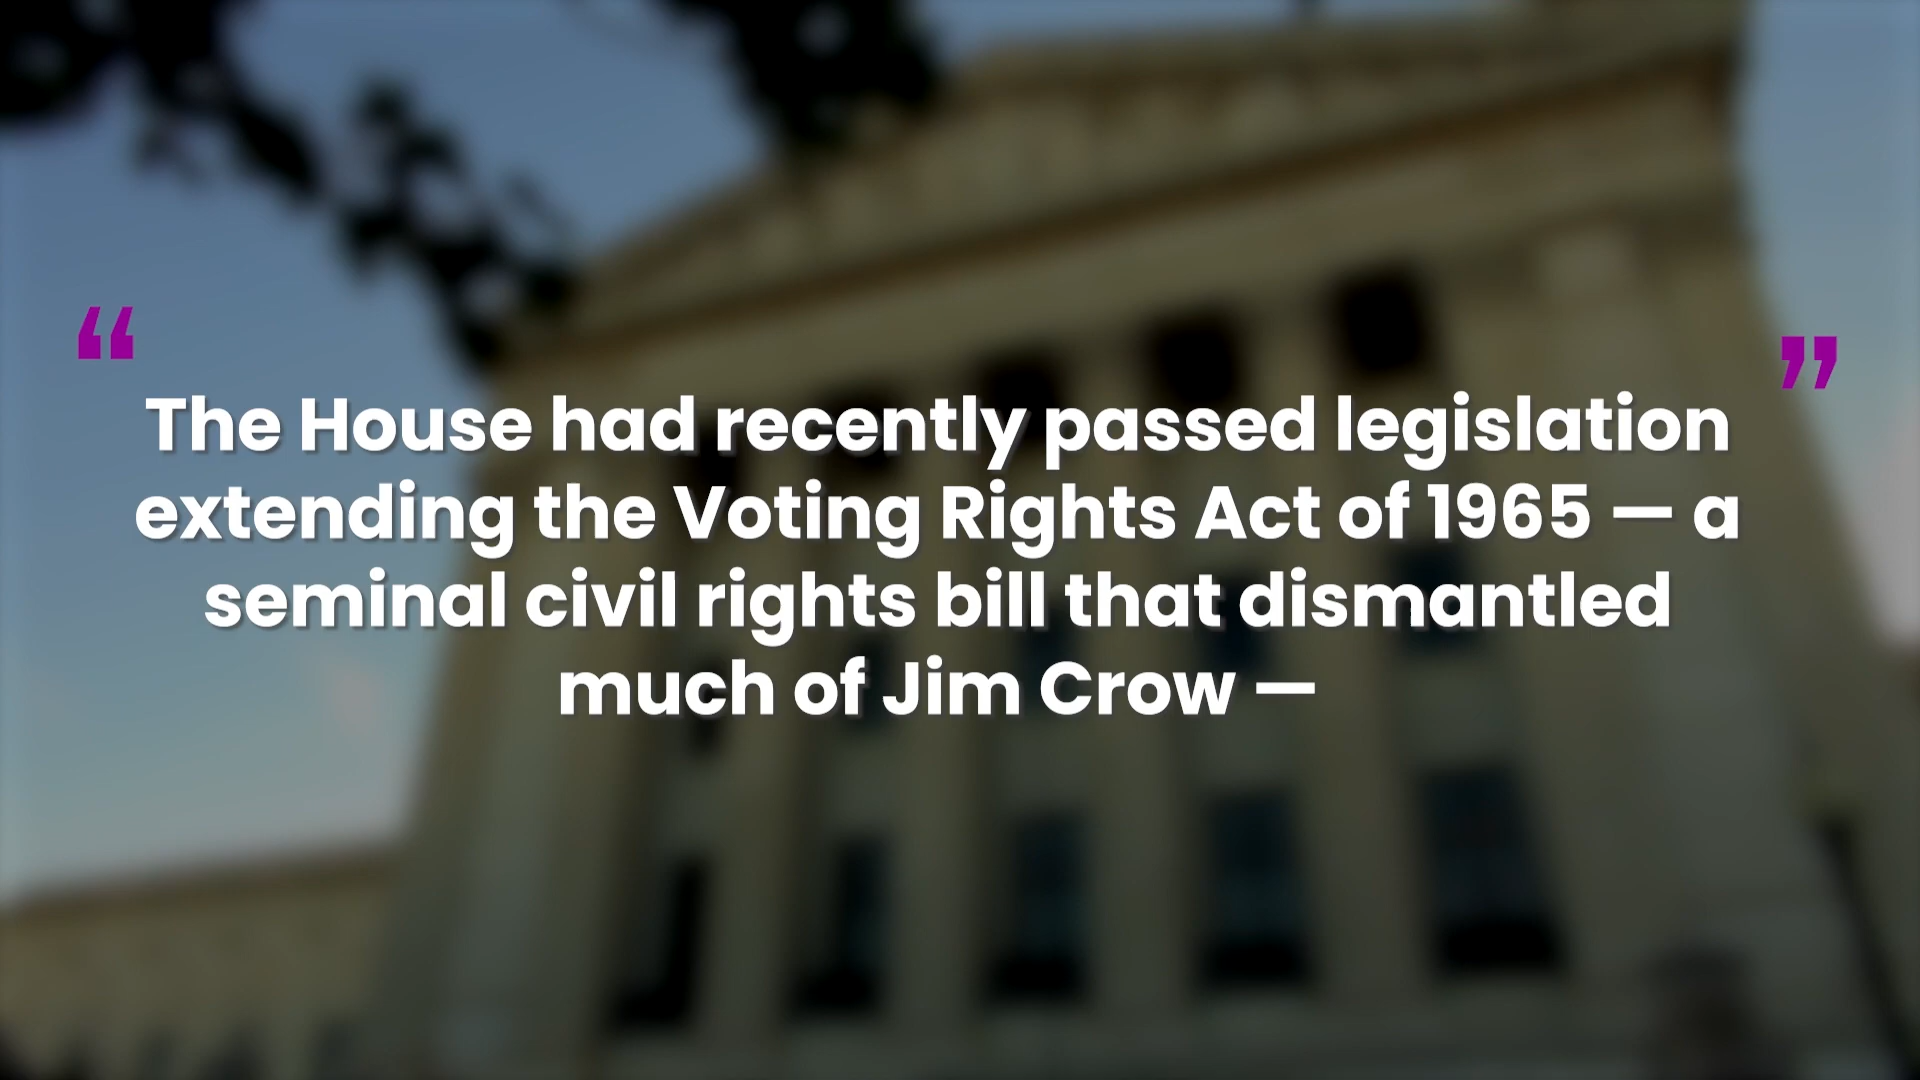 “
The House had recently passed legislation
extending the Voting Rights Act of 1965 — a
seminal civil rights bill that dismantled
much of Jim Crow —
”